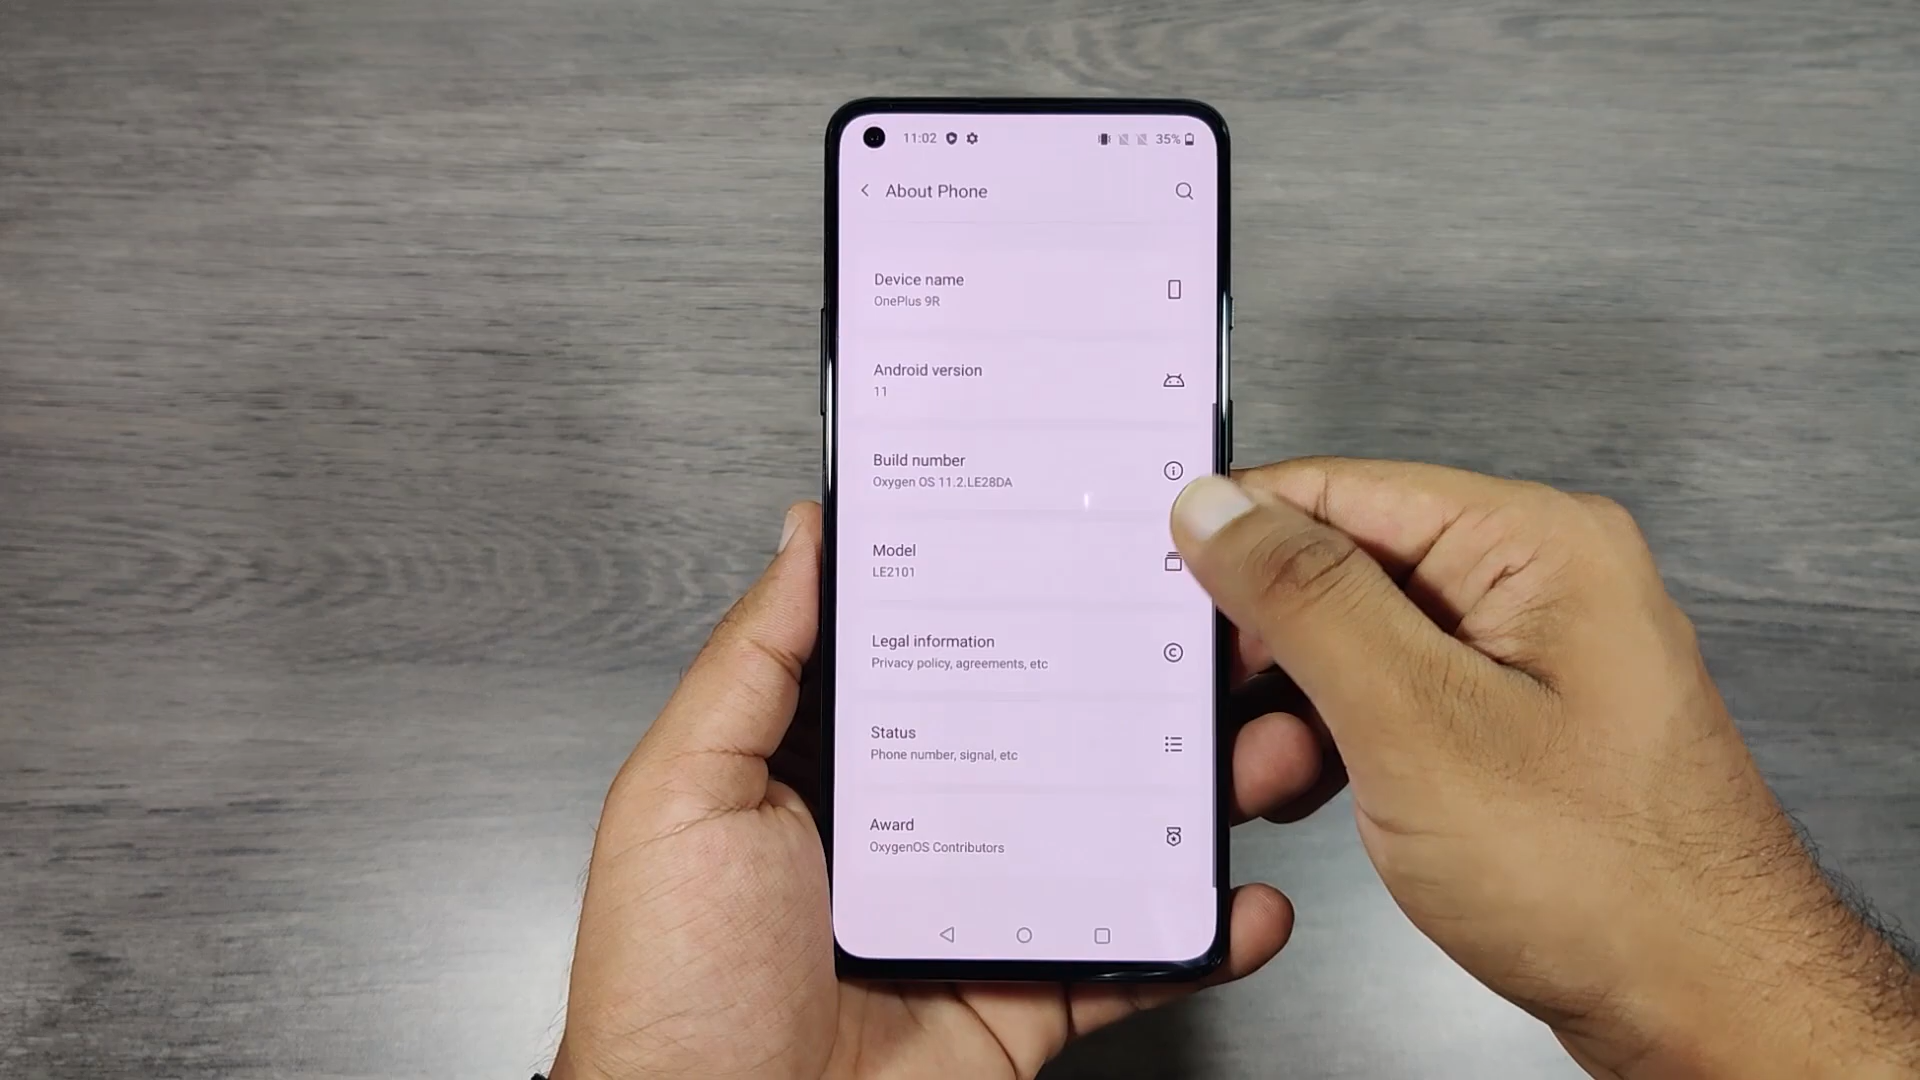 11:02 35%
About Phone
Device name
OnePlus 9R
Android version
11
Build number
Oxygen OS 11.2.LE28DA
Model
LE2101
Legal information
Privacy policy, agreements, etc
Status
Phone number, signal, etc
Award
OxygenOS Contributors